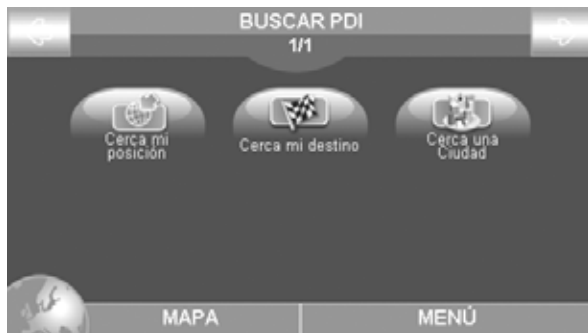 BUSCAR PDI
1/1
Cerca mi
posición
Cerca mi destino
Cerca una
Ciudad
MAPA
MENÚ